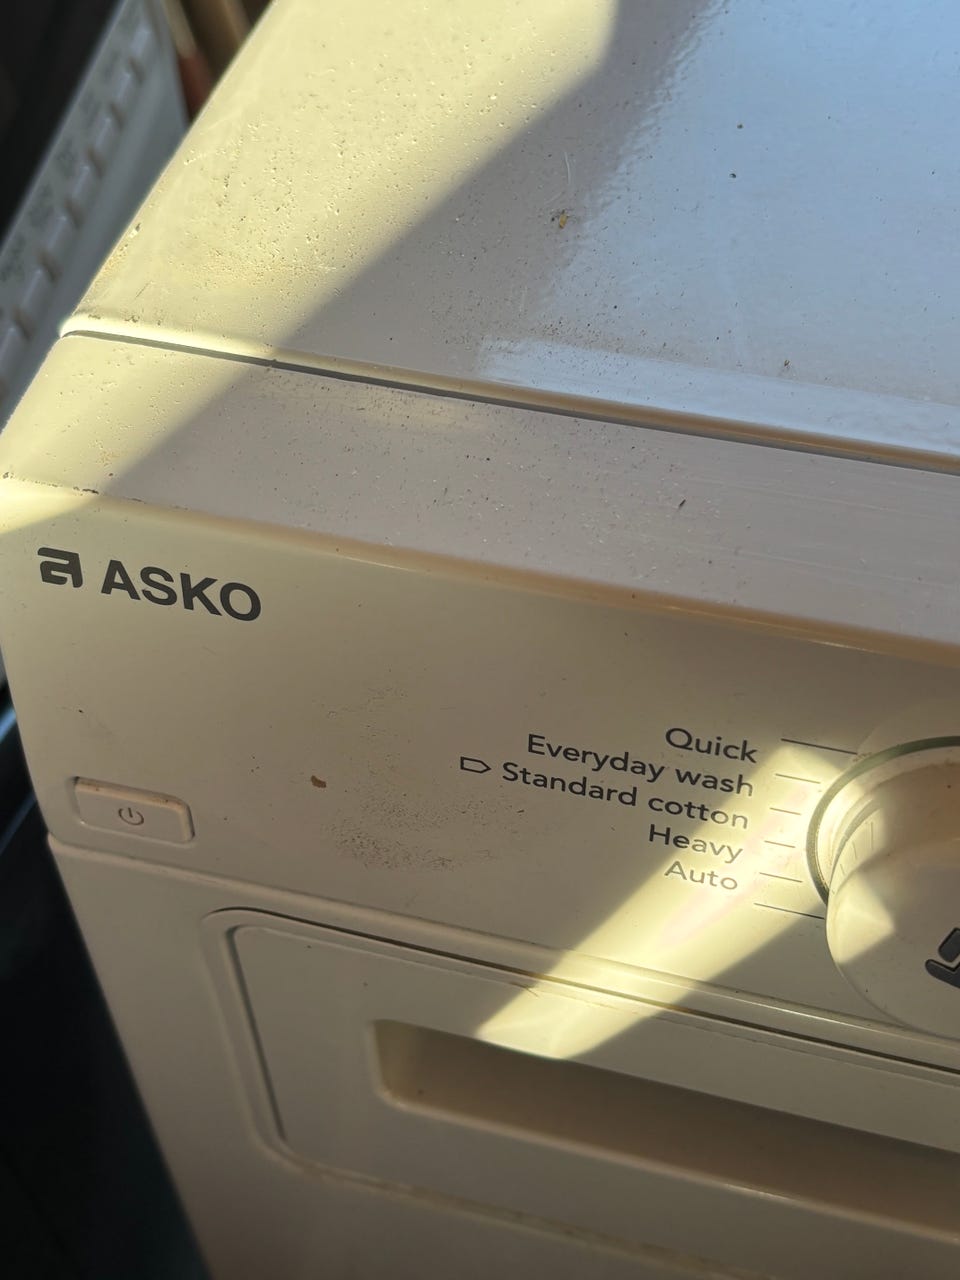 ASKO
Quick
Everyday wash
Standard cotton
Heavy
Auto